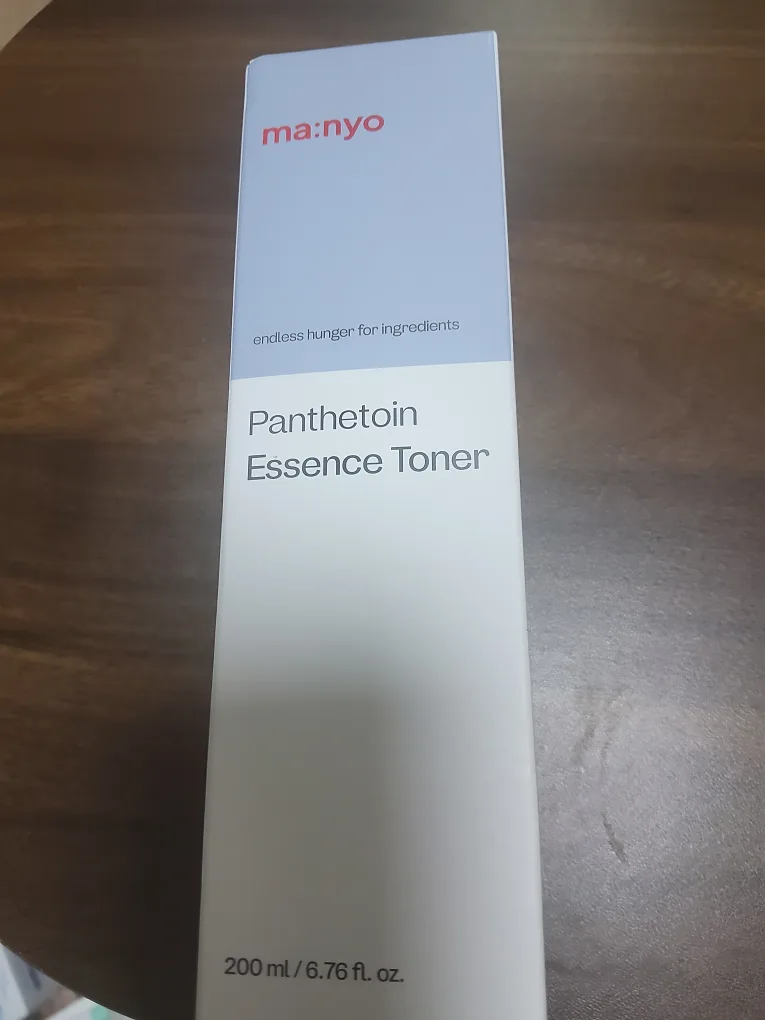 ma:nyo
endless hunger for ingredients
Panthetoin
Essence Toner
200 ml / 6.76 fl. oz.